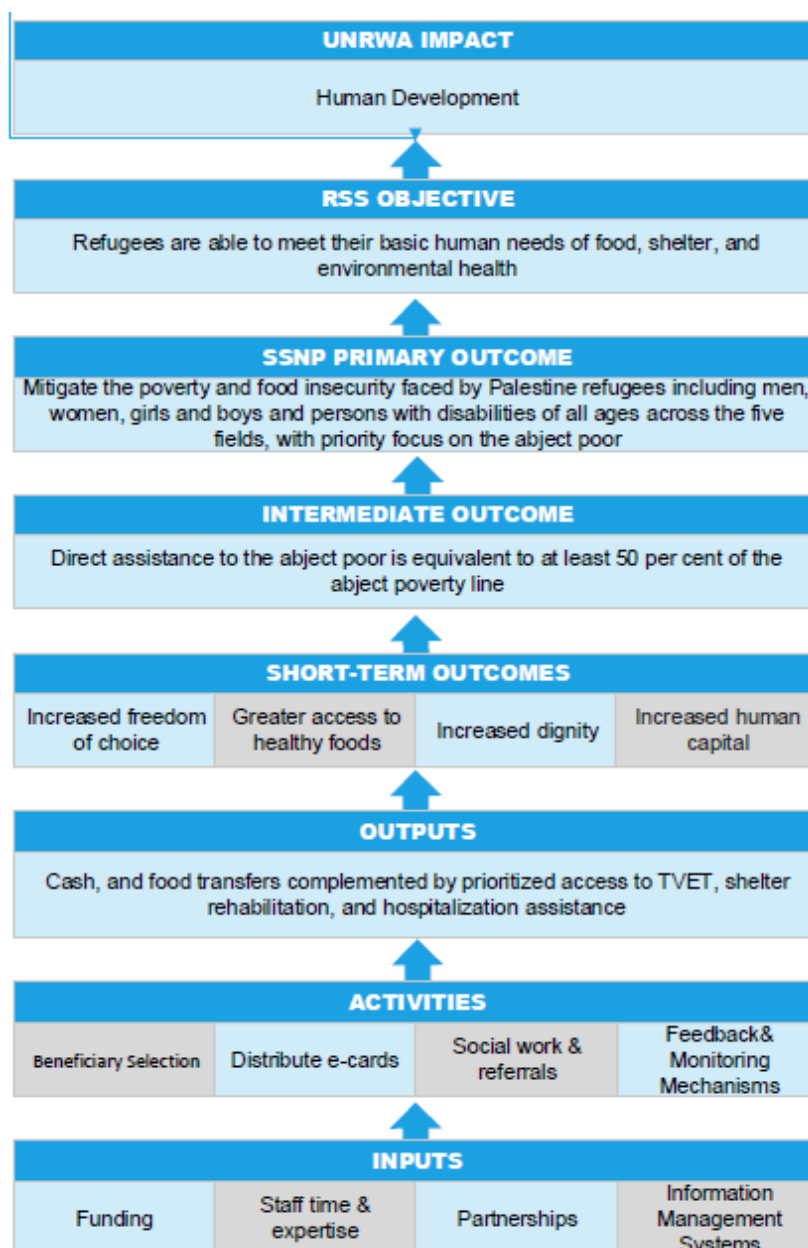 UNRWA IMPACT
Human Development
RSS OBJECTIVE
Refugees are able to meet their basic human needs of food, shelter, and
environmental health
SSNP PRIMARY OUTCOME
Mitigate the poverty and food insecurity faced by Palestine refugees including men,
women, girls and boys and persons with disabilities of all ages across the five
fields, with priority focus on the abject poor
INTERMEDIATE OUTCOME
Direct assistance to the abject poor is equivalent to at least 50 per cent of the
abject poverty line
SHORT-TERM OUTCOMES
Increased freedom
of choice
Greater access to
healthy foods
Increased dignity
Increased human
capital
OUTPUTS
Cash, and food transfers complemented by prioritized access to TVET, shelter
rehabilitation, and hospitalization assistance
ACTIVITIES
Beneficiary Selection
Distribute e-cards
Social work &
referrals
Feedback&
Monitoring
Mechanisms
INPUTS
Funding
Staff time &
expertise
Partnerships
Information
Management
Systems